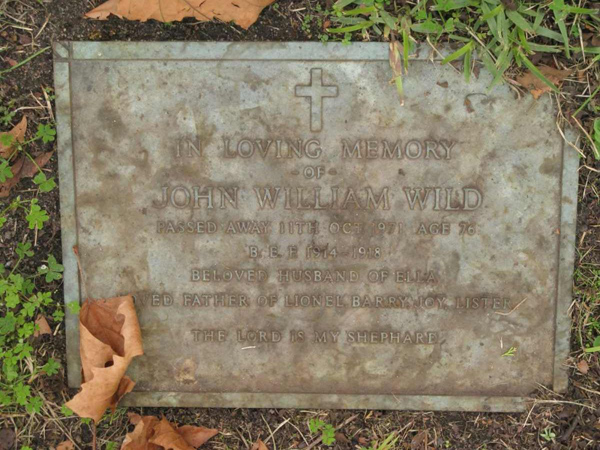 IN LOVING MEMORY
OF
JOHN WILLIAM WILD
PASSED AWAY 11TH OCT 1971 AGE 76
B.E.F. 1914-1918
BELOVED HUSBAND OF ELLA
FATHER OF LIONEL BARRY JOY LISTER
THE LORD IS MY SHEPHARD.